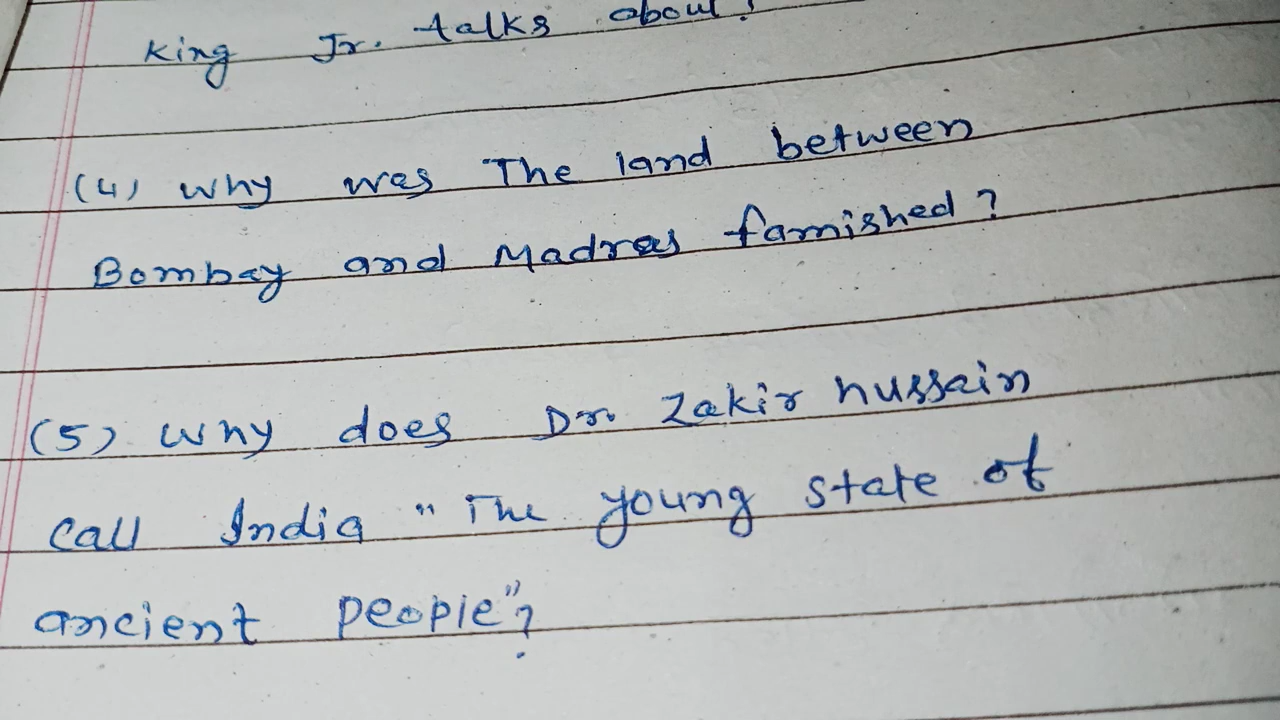 King Jr. talks about?
(4) Why was The land between
Bombay and Madras famished?
(5) Why does Dr. Zakir hussain
call India "The young state of
ancient people"?